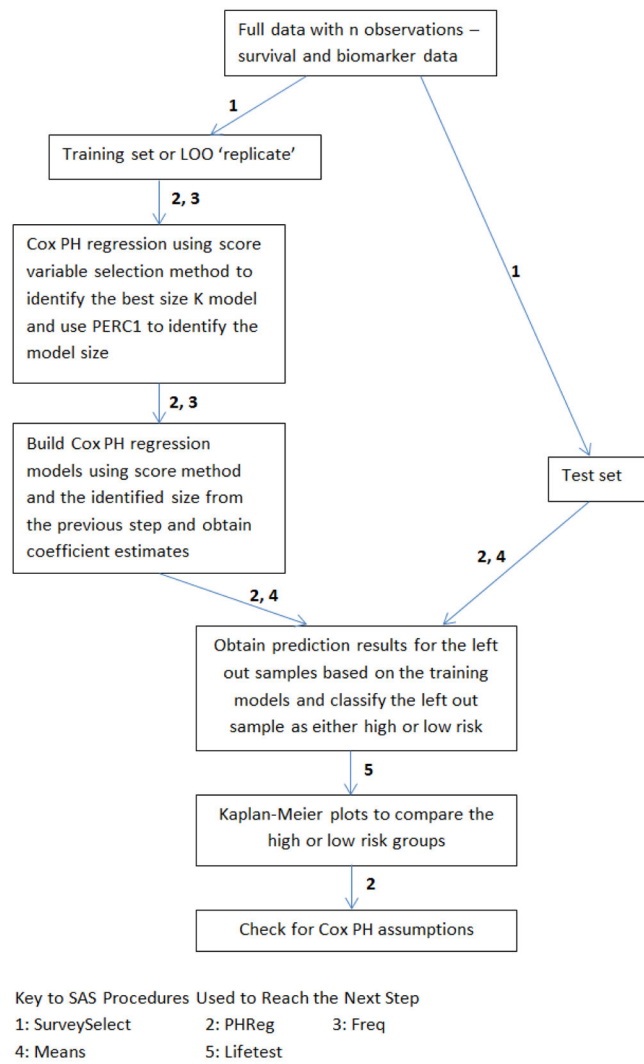 Full data with n observations –
survival and biomarker data
1
Training set or LOO ‘replicate’
2, 3
Cox PH regression using score
variable selection method to
identify the best size K model
and use PERC1 to identify the
model size
1
2, 3
Build Cox PH regression
models using score method
and the identified size from
the previous step and obtain
coefficient estimates
Test set
2, 4
2, 4
Obtain prediction results for the left
out samples based on the training
models and classify the left out
sample as either high or low risk
5
Kaplan-Meier plots to compare the
high or low risk groups
2
Check for Cox PH assumptions
Key to SAS Procedures Used to Reach the Next Step
1: SurveySelect 2: PHReg 3: Freq
4: Means 5: Lifetest